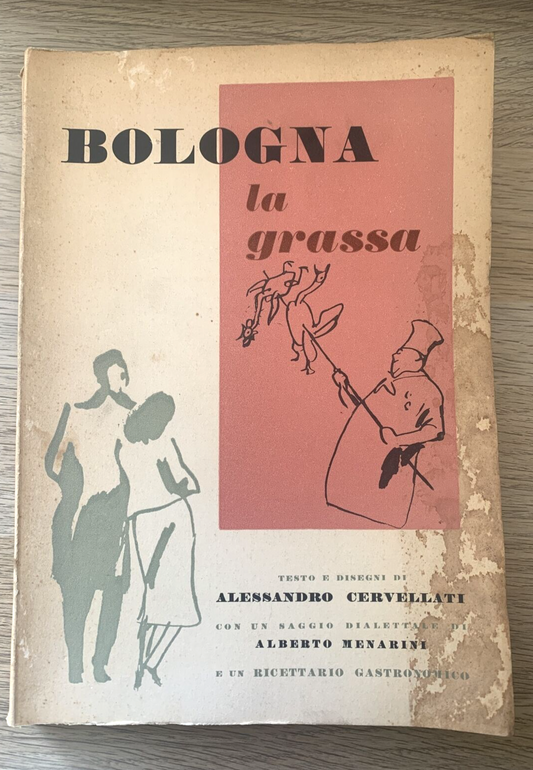 BOLOGNA
la
grassa
TESTO E DISEGNI DI
ALESSANDRO CERVELLATI
CON UN SAGGIO DIALETTALE DI
ALBERTO MENARINI
E UN RICETTARIO GASTRONOMICO